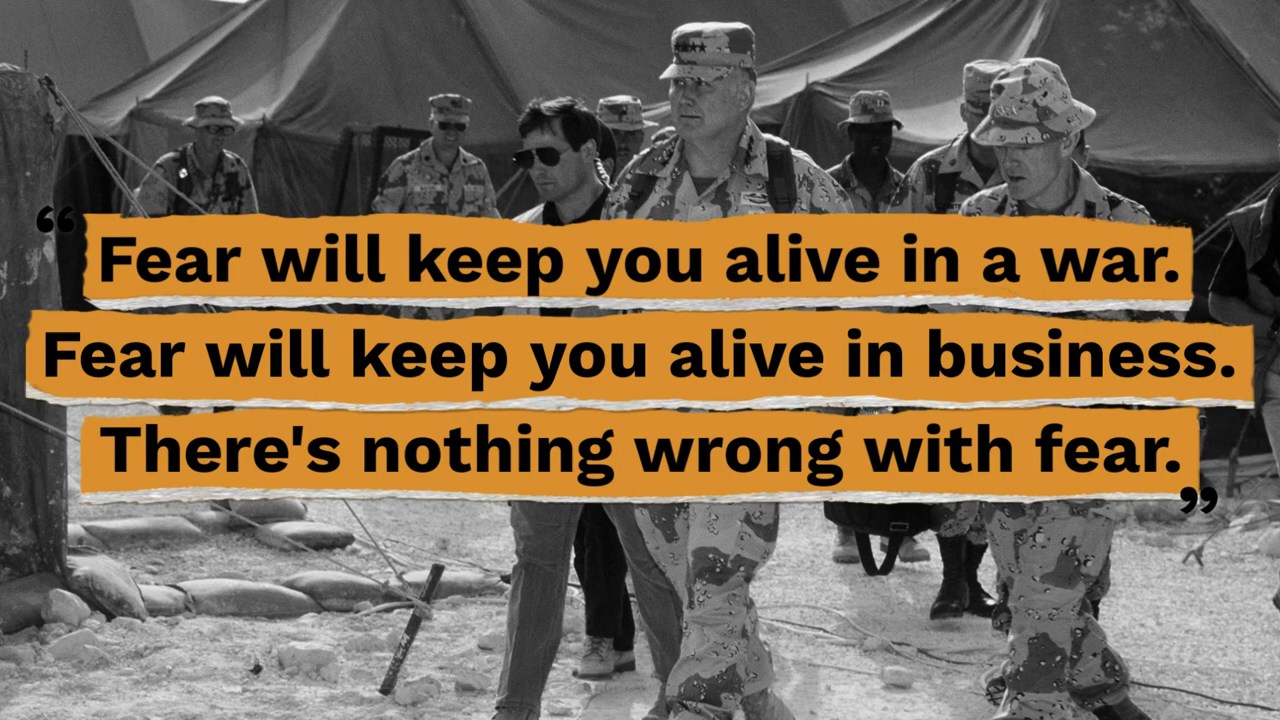 “Fear will keep you alive in a war.
Fear will keep you alive in business.
There's nothing wrong with fear.”